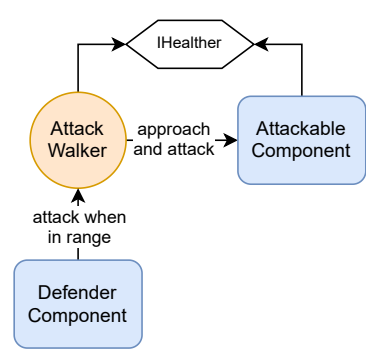 IHealther
Attack
Walker
approach
and attack
Attackable
Component
attack when
in range
Defender
Component